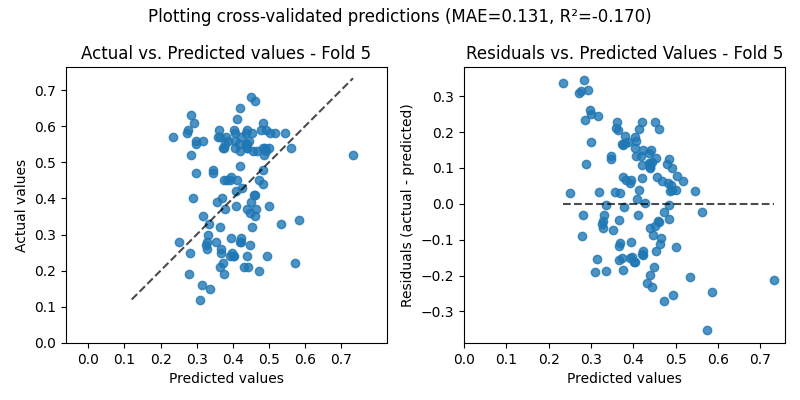 Plotting cross-validated predictions (MAE=0.131, R²=-0.170)
Actual vs. Predicted values - Fold 5
Actual values
0.7
0.6
0.5
0.4
0.3
0.2
0.1
0.0
0.0 0.1 0.2 0.3 0.4 0.5 0.6 0.7
Predicted values
Residuals vs. Predicted Values - Fold 5
Residuals (actual - predicted)
0.3
0.2
0.1
0.0
−0.1
−0.2
−0.3
0.0 0.1 0.2 0.3 0.4 0.5 0.6 0.7
Predicted values